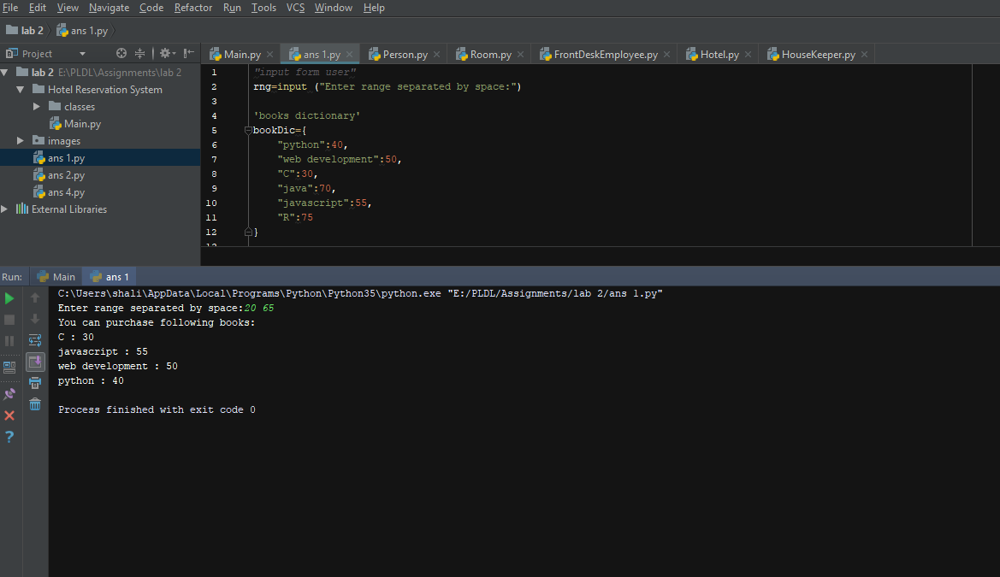 File Edit View Navigate Code Refactor Run Tools VCS Window Help
lab 2 ans 1.py
Project
Main.py ans 1.py Person.py Room.py FrontDeskEmployee.py Hotel.py HouseKeeper.py
lab 2 E:\PLDL\Assignments\lab 2
Hotel Reservation System
classes
Main.py
images
ans 1.py
ans 2.py
ans 4.py
External Libraries
1 "input form user"
2 rng=input ("Enter range separated by space:")
3
4 'books dictionary'
5 bookDic={
6 "python":40,
7 "web development":50,
8 "C":30,
9 "java":70,
10 "javascript":55,
11 "R":75
12 }
Run: Main ans 1
C:\Users\shali\AppData\Local\Programs\Python\Python35\python.exe "E:/PLDL/Assignments/lab 2/ans 1.py"
Enter range separated by space:20 65
You can purchase following books:
C : 30
javascript : 55
web development : 50
python : 40
Process finished with exit code 0